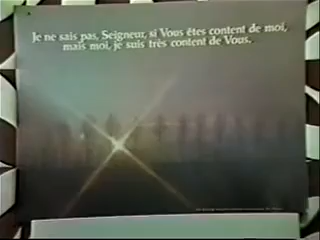 Je ne sais pas, Seigneur, si Vous êtes content de moi,
mais moi, je suis très content de Vous.